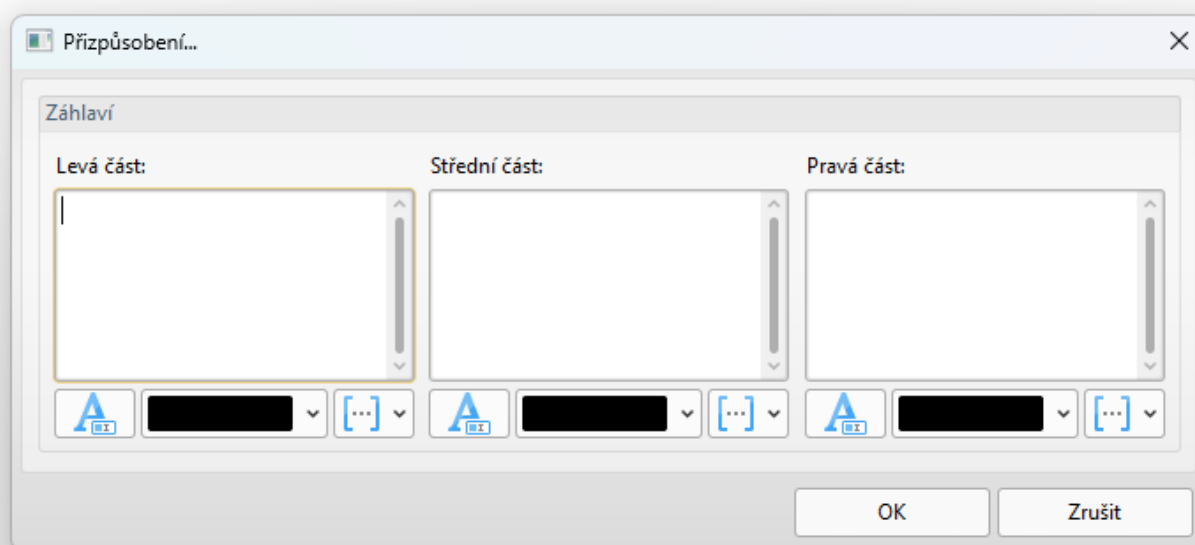 Přizpůsobení...
Záhlaví
Levá část: Střední část: Pravá část:
OK Zrušit